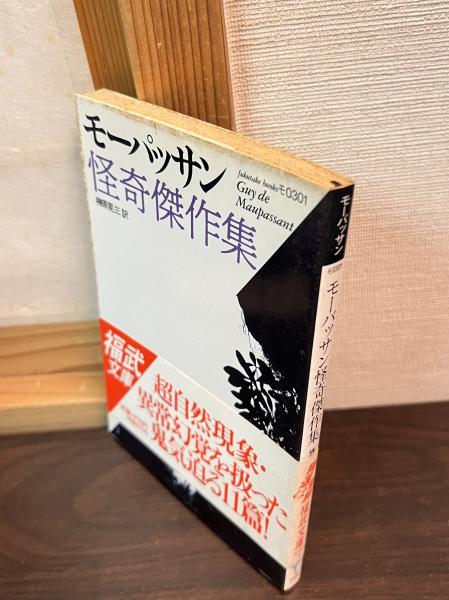 モーパッサン
怪奇傑作集
榊原晃三 訳
fukutake bunko モ0301
Guy de
Maupassant
福武
文庫
超自然現象・
異常幻覚を扱った
鬼気迫る11篇!
モーパッサン
モ0301
モーパッサン怪奇傑作集